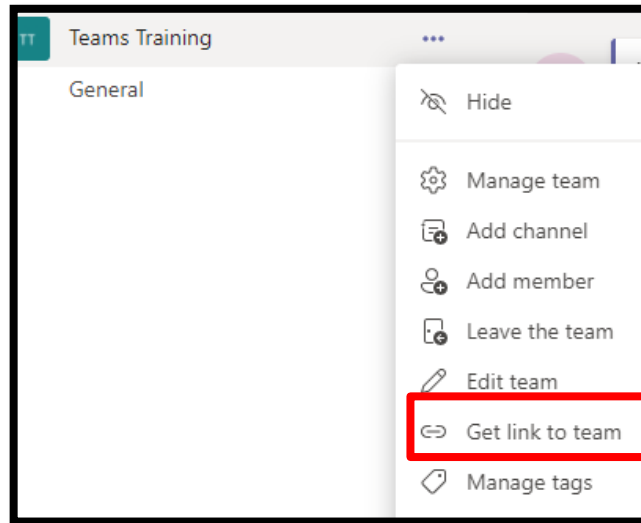 TT
Teams Training
General
Hide
Manage team
Add channel
Add member
Leave the team
Edit team
Get link to team
Manage tags